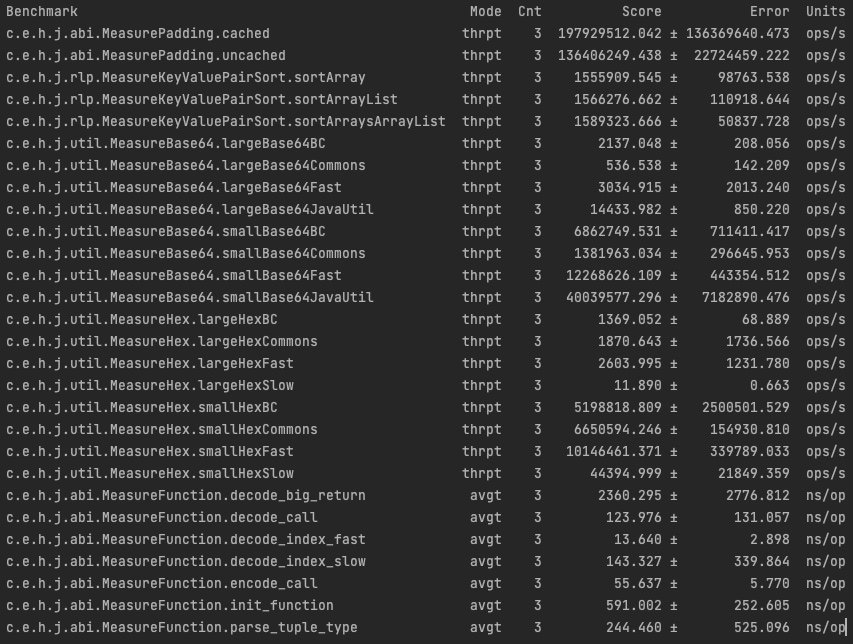 Benchmark Mode Cnt Score Error Units
c.e.h.j.abi.MeasurePadding.cached thrpt 3 197929512.042 ± 136369640.473 ops/s
c.e.h.j.abi.MeasurePadding.uncached thrpt 3 136406249.438 ± 22724459.222 ops/s
c.e.h.j.rlp.MeasureKeyValuePairSort.sortArray thrpt 3 1555909.545 ± 98763.538 ops/s
c.e.h.j.rlp.MeasureKeyValuePairSort.sortArrayList thrpt 3 1566276.662 ± 110918.644 ops/s
c.e.h.j.rlp.MeasureKeyValuePairSort.sortArraysArrayList thrpt 3 1589323.666 ± 50837.728 ops/s
c.e.h.j.util.MeasureBase64.largeBase64BC thrpt 3 2137.048 ± 208.056 ops/s
c.e.h.j.util.MeasureBase64.largeBase64Commons thrpt 3 536.538 ± 142.209 ops/s
c.e.h.j.util.MeasureBase64.largeBase64Fast thrpt 3 3034.915 ± 2013.240 ops/s
c.e.h.j.util.MeasureBase64.largeBase64JavaUtil thrpt 3 14433.982 ± 850.220 ops/s
c.e.h.j.util.MeasureBase64.smallBase64BC thrpt 3 6862749.531 ± 711411.417 ops/s
c.e.h.j.util.MeasureBase64.smallBase64Commons thrpt 3 1381963.034 ± 296645.953 ops/s
c.e.h.j.util.MeasureBase64.smallBase64Fast thrpt 3 12268626.109 ± 443354.512 ops/s
c.e.h.j.util.MeasureBase64.smallBase64JavaUtil thrpt 3 40039577.296 ± 7182890.476 ops/s
c.e.h.j.util.MeasureHex.largeHexBC thrpt 3 1369.052 ± 68.889 ops/s
c.e.h.j.util.MeasureHex.largeHexCommons thrpt 3 1870.643 ± 1736.566 ops/s
c.e.h.j.util.MeasureHex.largeHexFast thrpt 3 2603.995 ± 1231.780 ops/s
c.e.h.j.util.MeasureHex.largeHexSlow thrpt 3 11.890 ± 0.663 ops/s
c.e.h.j.util.MeasureHex.smallHexBC thrpt 3 5198818.809 ± 2500501.529 ops/s
c.e.h.j.util.MeasureHex.smallHexCommons thrpt 3 6650594.246 ± 154930.810 ops/s
c.e.h.j.util.MeasureHex.smallHexFast thrpt 3 10146461.371 ± 339789.033 ops/s
c.e.h.j.util.MeasureHex.smallHexSlow thrpt 3 44394.999 ± 21849.359 ops/s
c.e.h.j.abi.MeasureFunction.decode_big_return avgt 3 2360.295 ± 2776.812 ns/op
c.e.h.j.abi.MeasureFunction.decode_call avgt 3 123.976 ± 131.057 ns/op
c.e.h.j.abi.MeasureFunction.decode_index_fast avgt 3 13.640 ± 2.898 ns/op
c.e.h.j.abi.MeasureFunction.decode_index_slow avgt 3 143.327 ± 339.864 ns/op
c.e.h.j.abi.MeasureFunction.encode_call avgt 3 55.637 ± 5.770 ns/op
c.e.h.j.abi.MeasureFunction.init_function avgt 3 591.002 ± 252.605 ns/op
c.e.h.j.abi.MeasureFunction.parse_tuple_type avgt 3 244.460 ± 525.096 ns/op